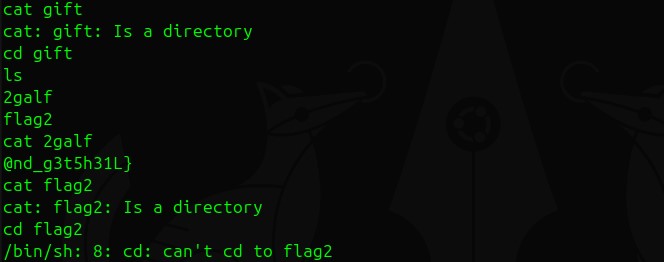 cat gift
cat: gift: Is a directory
cd gift
ls
2galf
flag2
cat 2galf
@nd_g3t5h31L}
cat flag2
cat: flag2: Is a directory
cd flag2
/bin/sh: 8: cd: can't cd to flag2